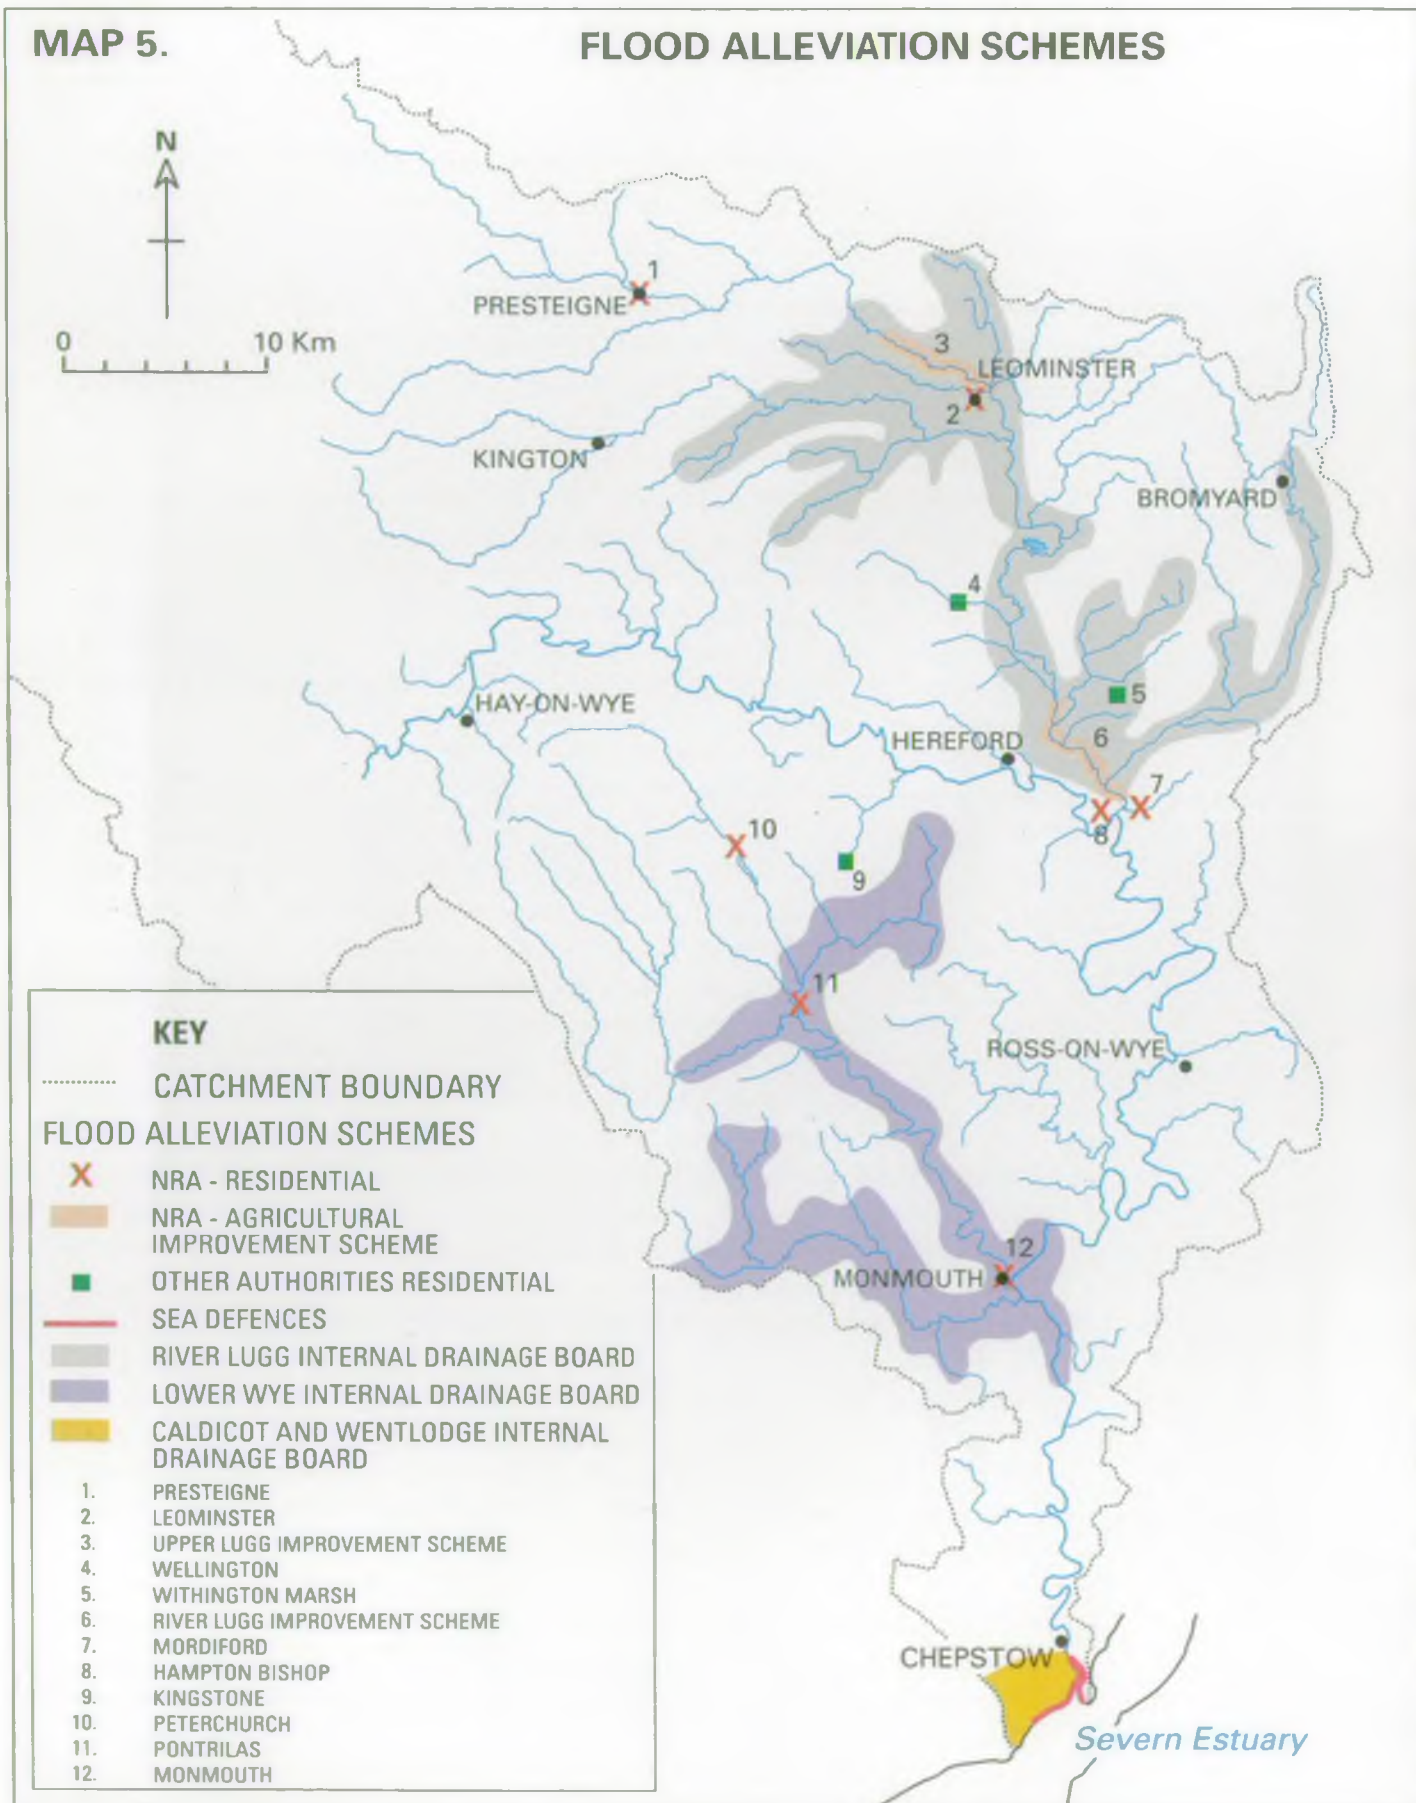 MAP 5.
FLOOD ALLEVIATION SCHEMES
N
0 10 Km
1
PRESTEIGNE
3
LEOMINSTER
2
KINGTON
BROMYARD
4
HAY-ON-WYE
5
HEREFORD
6
7
8
10
9
11
ROSS-ON-WYE
12
MONMOUTH
CHEPSTOW
Severn Estuary
KEY
CATCHMENT BOUNDARY
FLOOD ALLEVIATION SCHEMES
X NRA - RESIDENTIAL
NRA - AGRICULTURAL
IMPROVEMENT SCHEME
OTHER AUTHORITIES RESIDENTIAL
SEA DEFENCES
RIVER LUGG INTERNAL DRAINAGE BOARD
LOWER WYE INTERNAL DRAINAGE BOARD
CALDICOT AND WENTLODGE INTERNAL
DRAINAGE BOARD
1. PRESTEIGNE
2. LEOMINSTER
3. UPPER LUGG IMPROVEMENT SCHEME
4. WELLINGTON
5. WITHINGTON MARSH
6. RIVER LUGG IMPROVEMENT SCHEME
7. MORDIFORD
8. HAMPTON BISHOP
9. KINGSTONE
10. PETERCHURCH
11. PONTRILAS
12. MONMOUTH